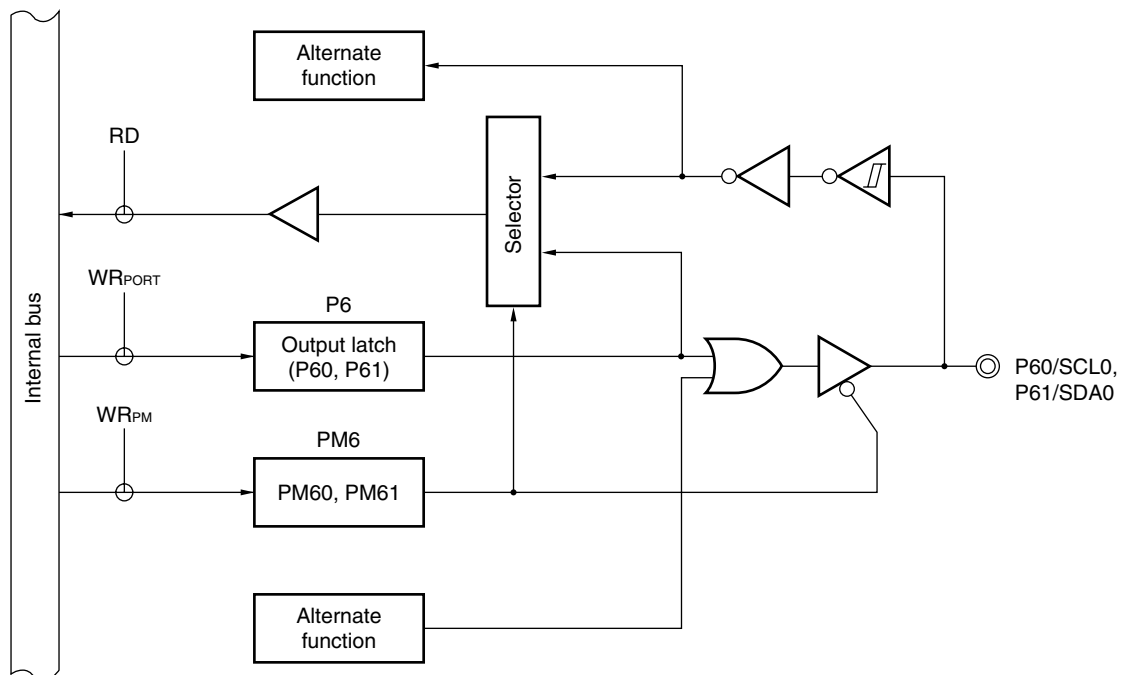 Alternate
function
RD
Selector
WRPORT
P6
Internal bus
Output latch
(P60, P61)
P60/SCL0,
P61/SDA0
WRPM
PM6
PM60, PM61
Alternate
function